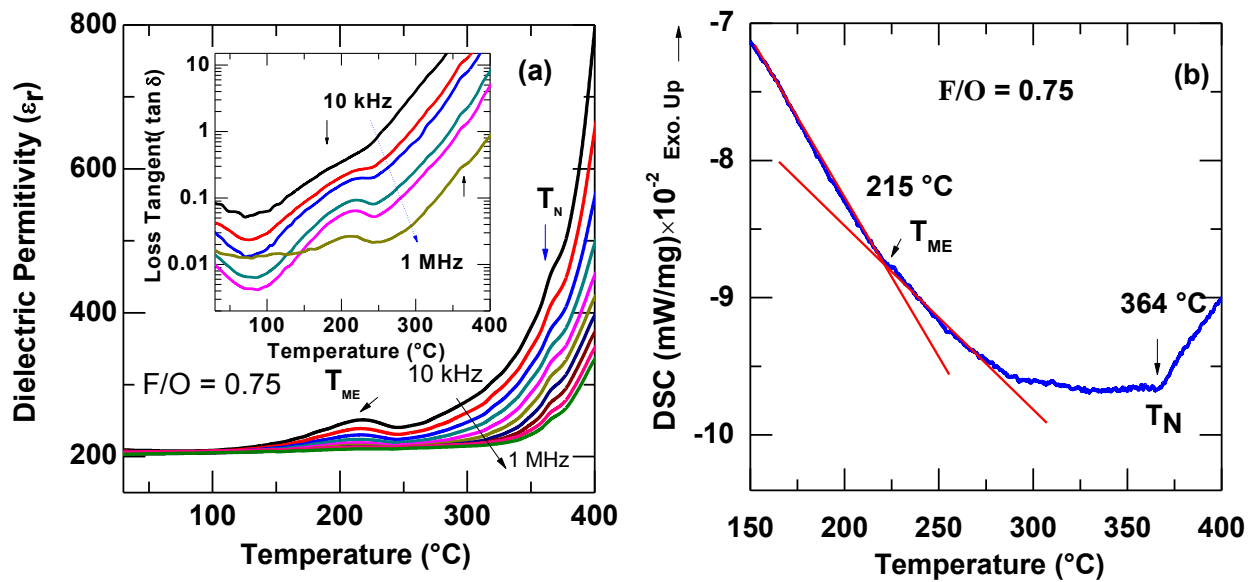 800
600
400
200
Dielectric Permitivity (εr)
100
200
300
400
Temperature (°C)
(a)
10
1
0.1
0.01
Loss Tangent( tan δ)
10 kHz
1 MHz
100
200
300
400
Temperature (°C)
TN
TME
10 kHz
F/O = 0.75
1 MHz
-7
-8
-9
-10
DSC (mW/mg)×10-2 Exo. Up
(b)
F/O = 0.75
215 °C
TME
364 °C
TN
150
200
250
300
350
400
Temperature (°C)